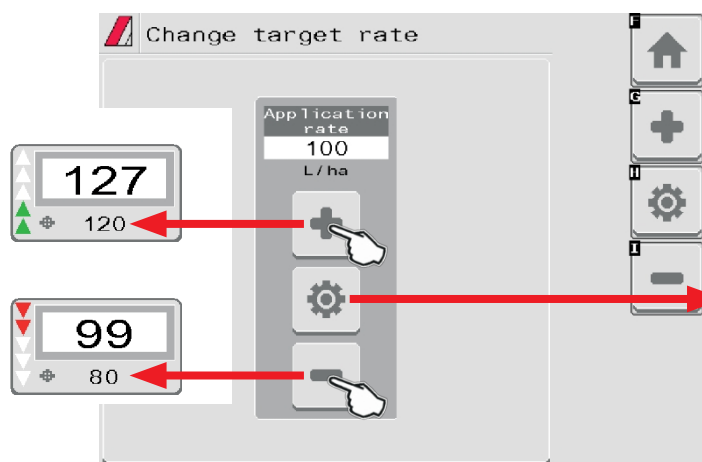 Change target rate
F
Application
rate
100
L/ha
G
127
120
I
I
99
80